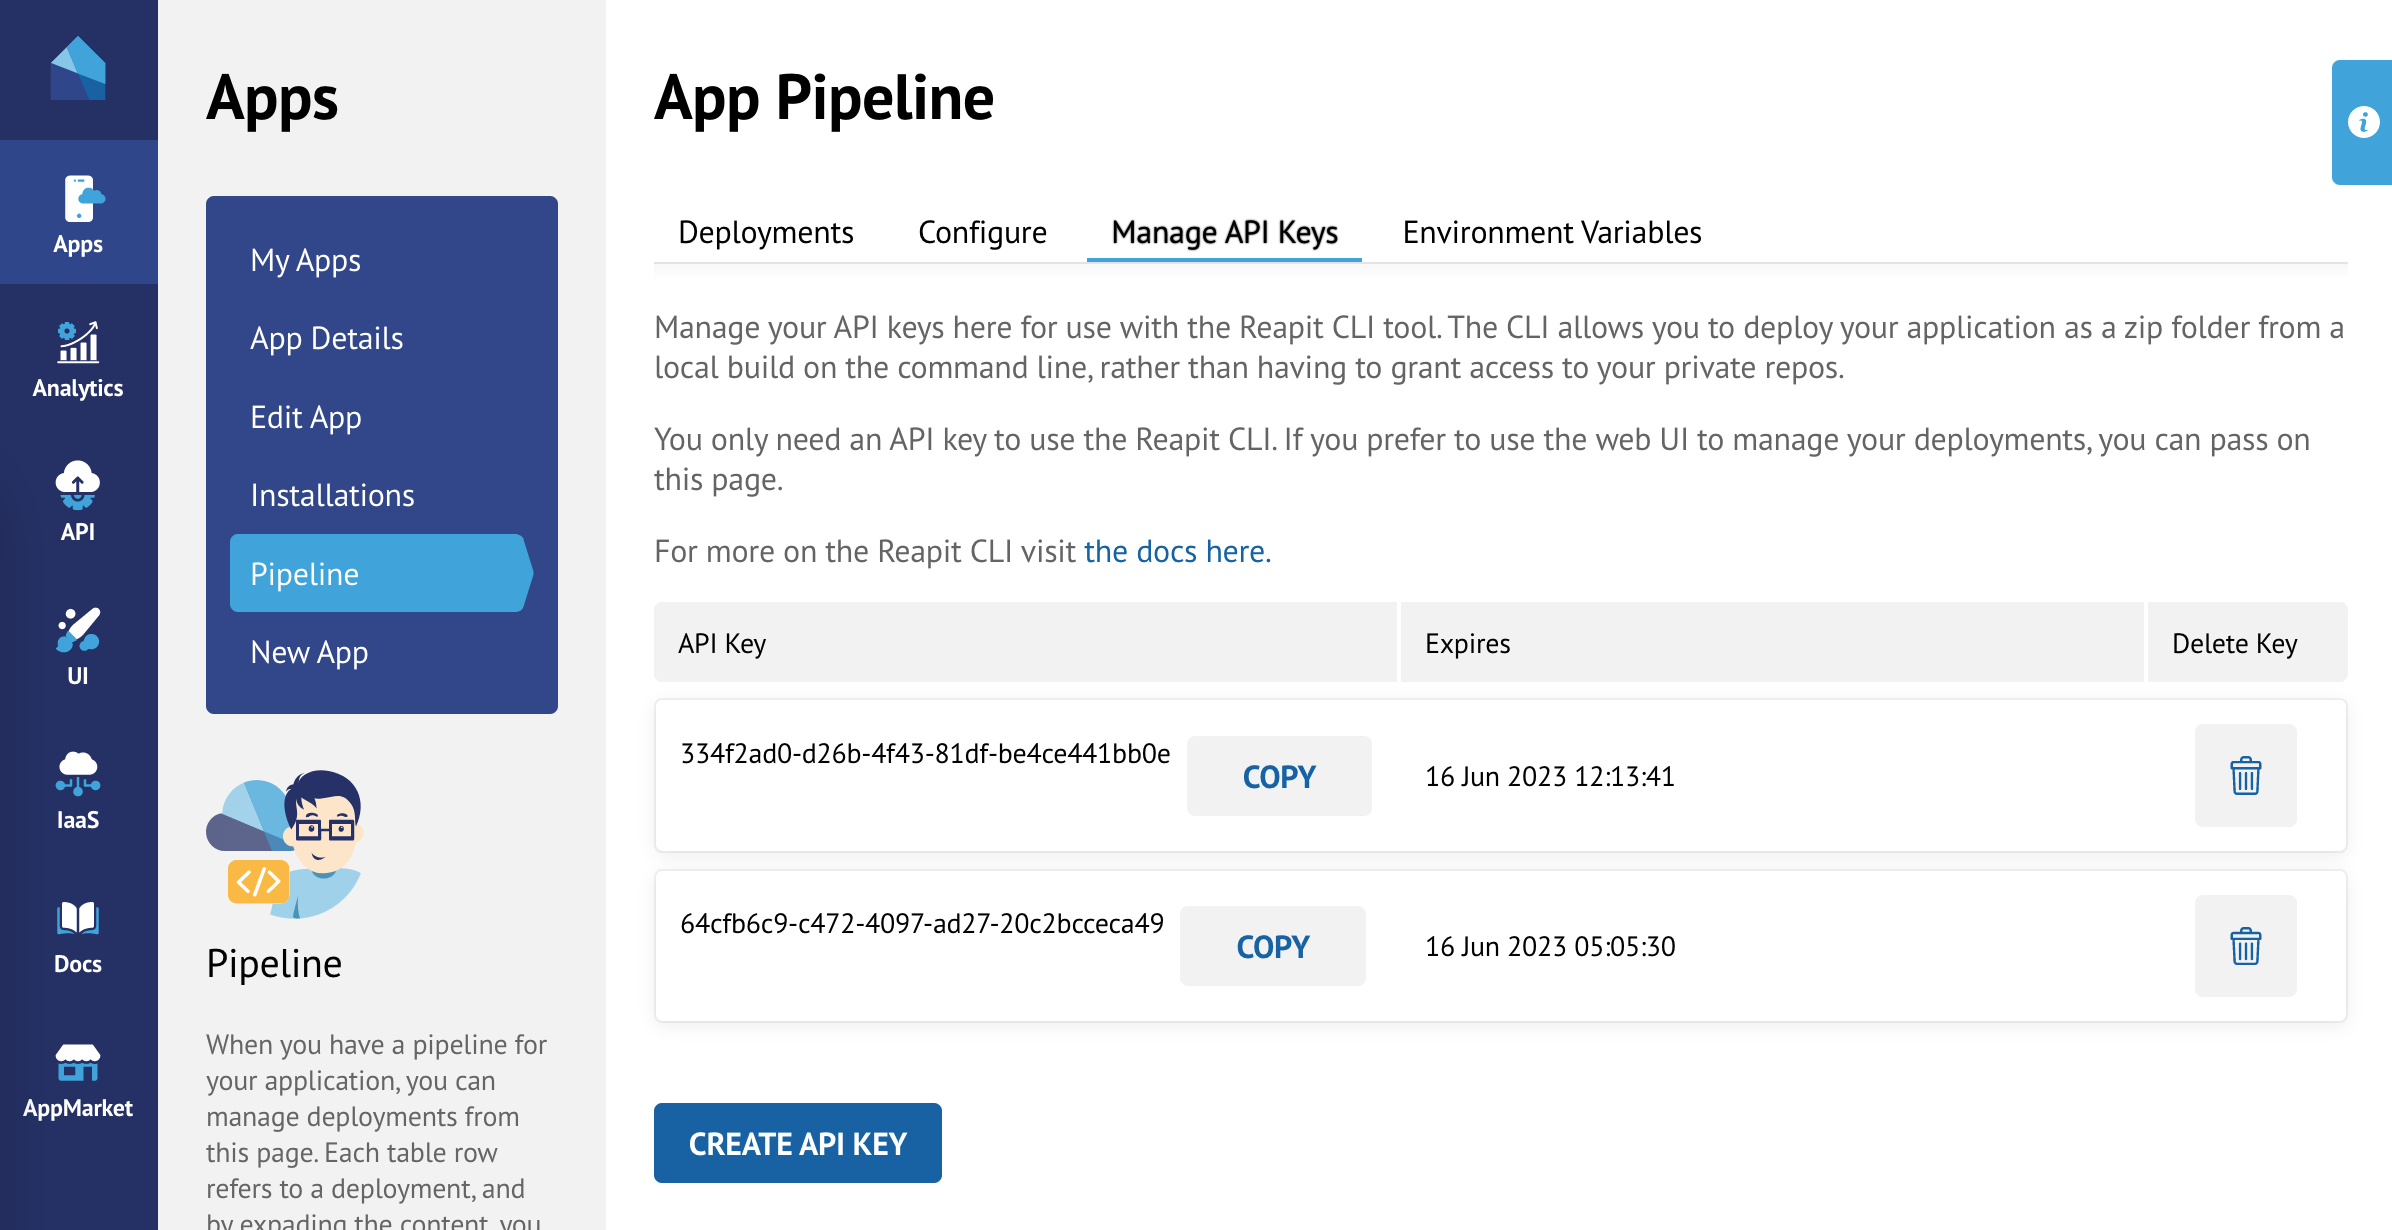 Apps
Analytics
API
UI
IaaS
Docs
AppMarket
Apps
My Apps
App Details
Edit App
Installations
Pipeline
New App
</>
Pipeline
When you have a pipeline for
your application, you can
manage deployments from
this page. Each table row
refers to a deployment, and
by expading the content, you
App Pipeline
i
Deployments Configure Manage API Keys Environment Variables
Manage your API keys here for use with the Reapit CLI tool. The CLI allows you to deploy your application as a zip folder from a
local build on the command line, rather than having to grant access to your private repos.
You only need an API key to use the Reapit CLI. If you prefer to use the web UI to manage your deployments, you can pass on
this page.
For more on the Reapit CLI visit the docs here.
API Key Expires Delete Key
334f2ad0-d26b-4f43-81df-be4ce441bb0e COPY 16 Jun 2023 12:13:41
64cfb6c9-c472-4097-ad27-20c2bcceca49 COPY 16 Jun 2023 05:05:30
CREATE API KEY